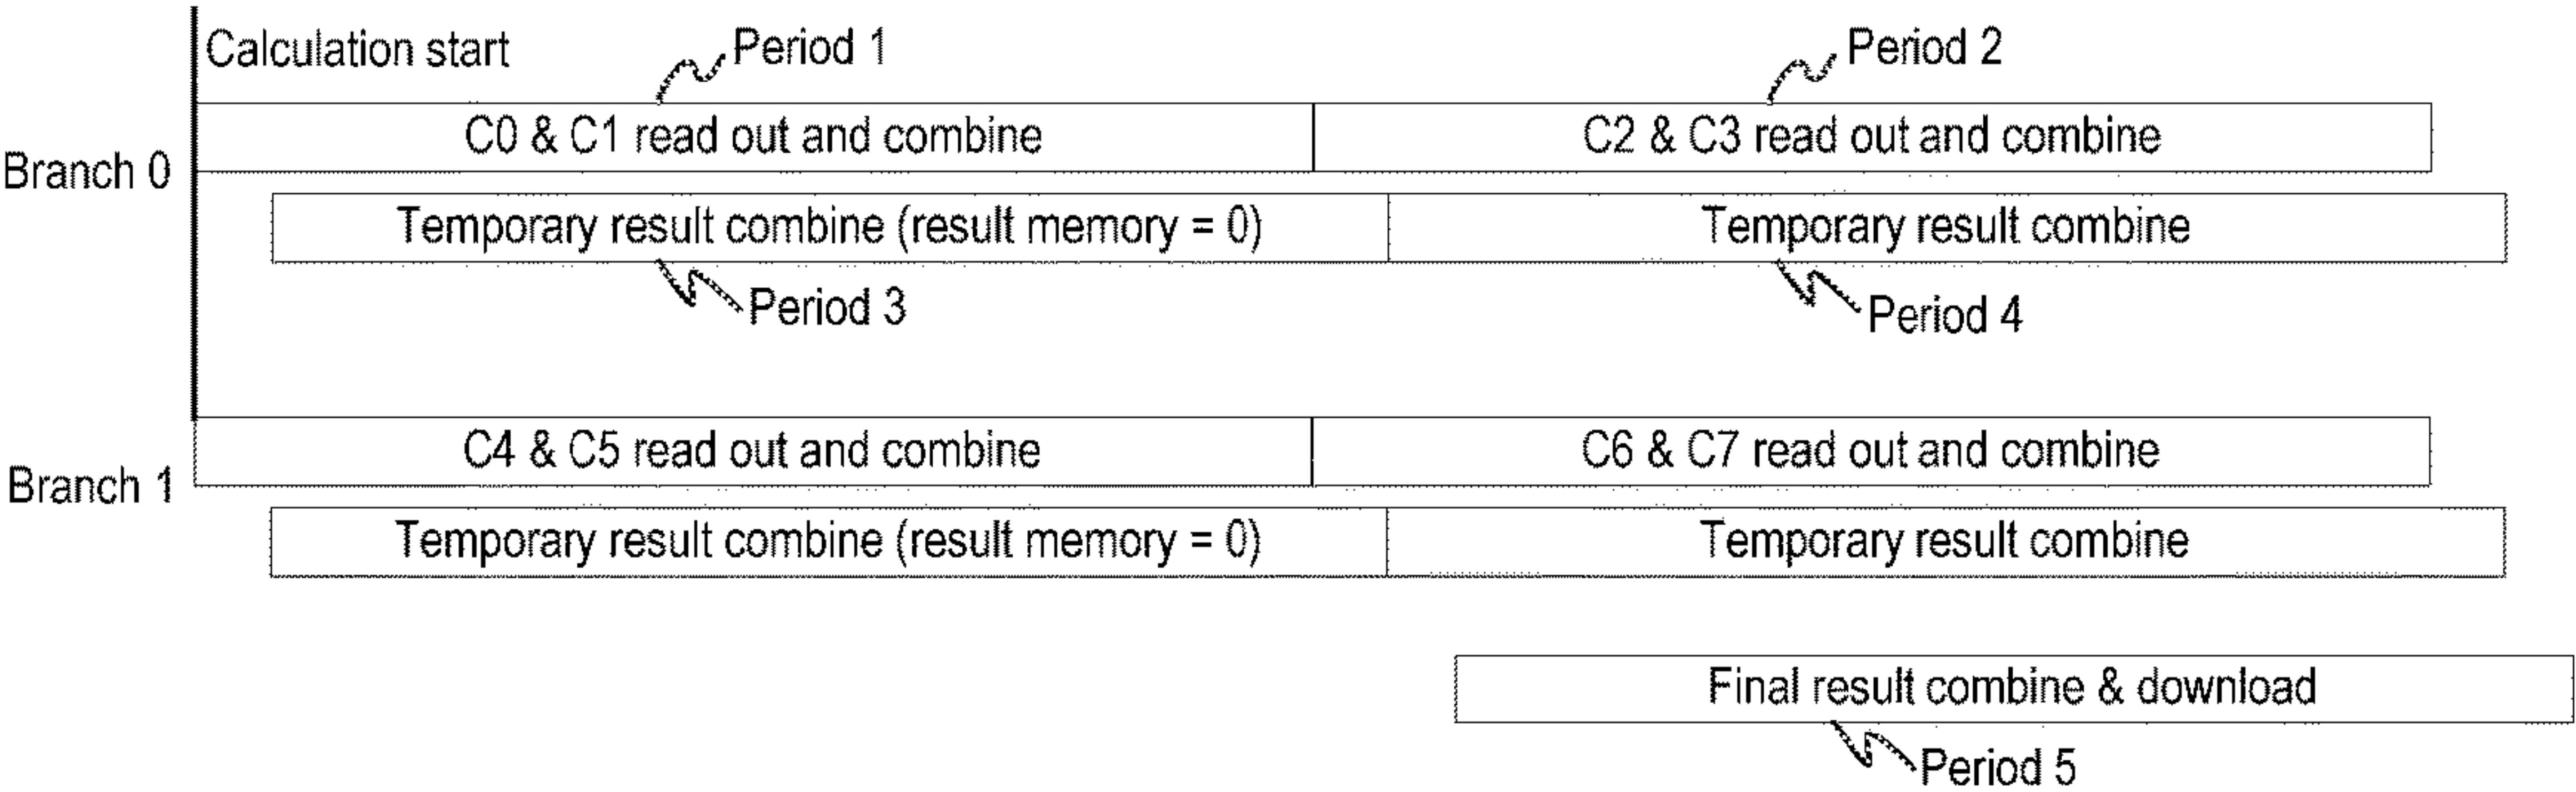 Calculation start
Period 1
Period 2
C0 & C1 read out and combine
C2 & C3 read out and combine
Branch 0
Temporary result combine (result memory = 0)
Temporary result combine
Period 3
Period 4
C4 & C5 read out and combine
C6 & C7 read out and combine
Branch 1
Temporary result combine (result memory = 0)
Temporary result combine
Final result combine & download
Period 5